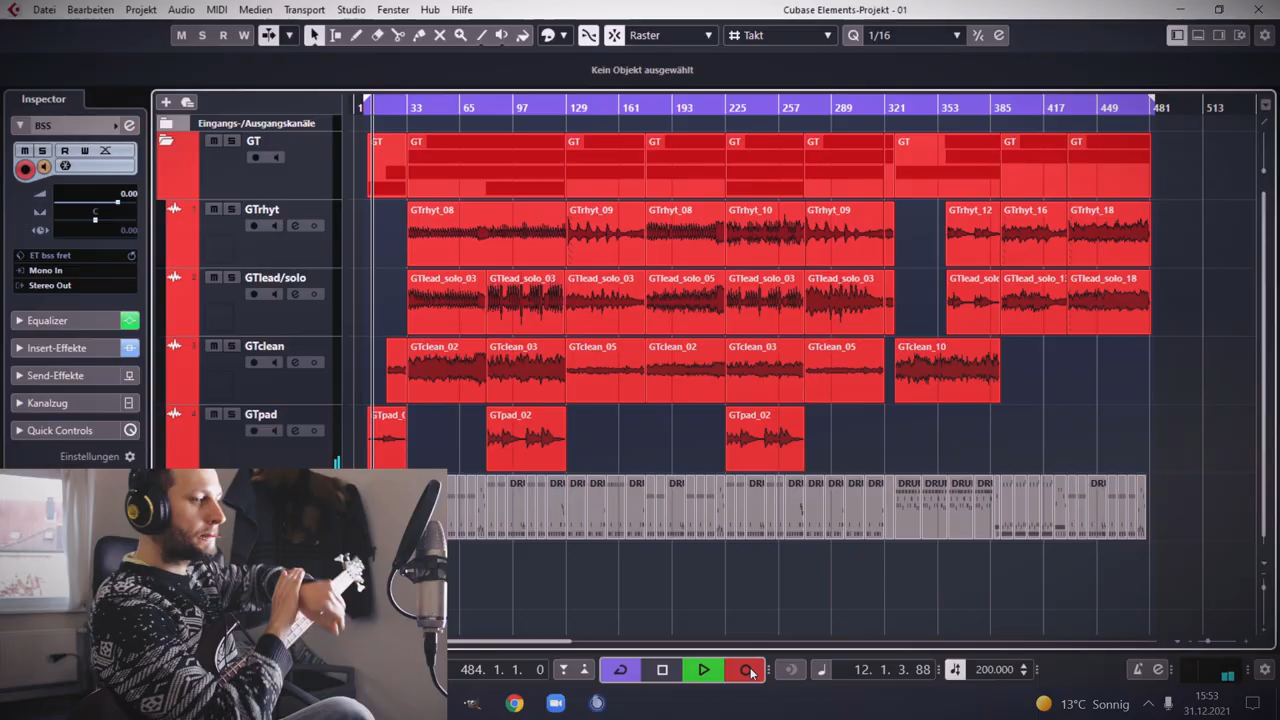 Datei Bearbeiten Projekt Audio MIDI Medien Transport Studio Fenster Hub Hilfe Cubase Elements-Projekt - 01
M S R W Raster Takt Q 1/16
Kein Objekt ausgewählt
Inspector
33 65 97 129 161 193 225 257 289 321 353 385 417 449 481 513
BSS
Eingangs-/Ausgangskanäle
M S R W
GT
GT GT GT GT GT GT GT GT GT
0.00
C
0.00
GTrhyt
GTrhyt_08 GTrhyt_09 GTrhyt_08 GTrhyt_10 GTrhyt_09 GTrhyt_12 GTrhyt_16 GTrhyt_18
ET bss fret
Mono In
Stereo Out
GTlead/solo
GTlead_solo_03 GTlead_solo_03 GTlead_solo_03 GTlead_solo_05 GTlead_solo_03 GTlead_solo_03 GTlead_solo_18
Equalizer
Insert-Effekte
GTclean
GTclean_02 GTclean_03 GTclean_05 GTclean_02 GTclean_03 GTclean_05 GTclean_10
Send-Effekte
Kanalzug
GTpad
GTpad_02 GTpad_02
Quick Controls
Einstellungen
484. 1. 1. 0 12. 1. 3. 88 200.000
13°C Sonnig 15:53
31.12.2021